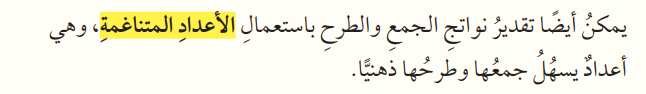 يمكنُ أيضًا تقديرُ نواتجِ الجمعِ والطرحِ باستعمالِ الأعدادِ المتناغمةِ، وهي
أعدادٌ يسهُلُ جمعُها وطرحُها ذهنيًّا.